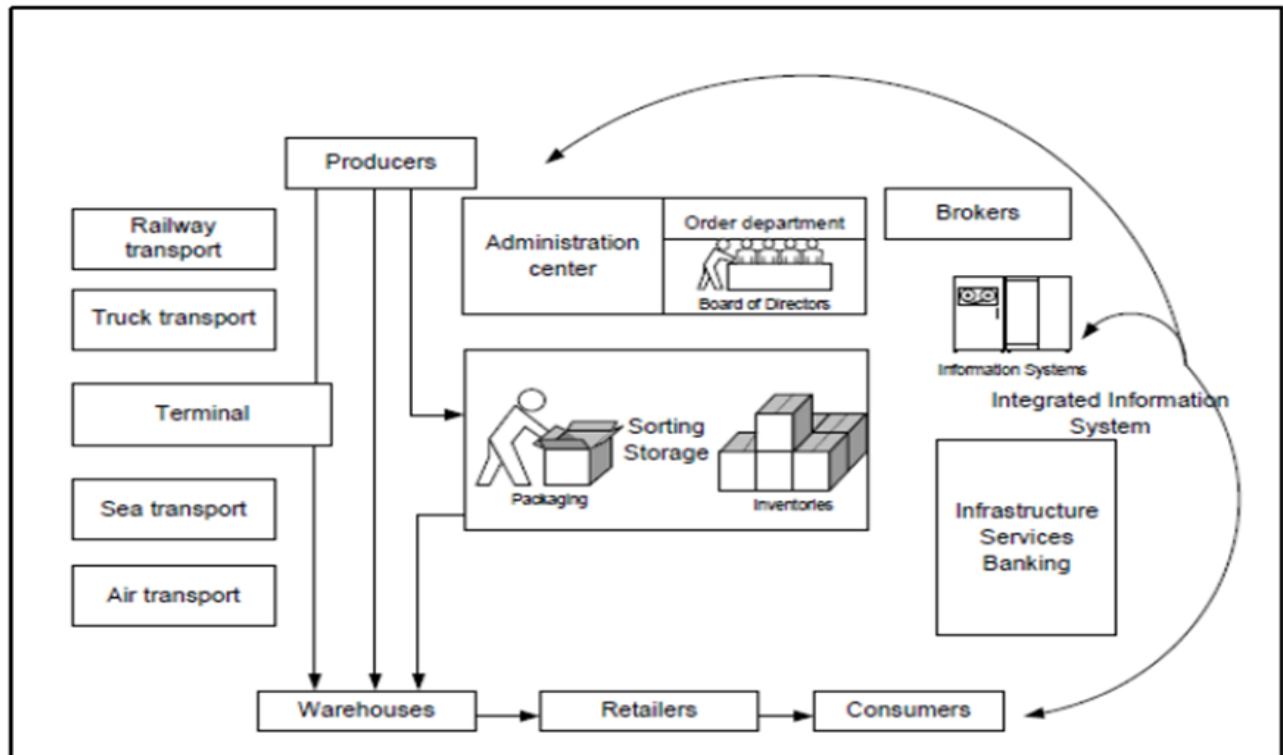 Producers
Railway
transport
Truck transport
Terminal
Sea transport
Air transport
Administration
center
Order department
Board of Directors
Brokers
Information Systems
Integrated Information
System
Sorting
Storage
Packaging
Inventories
Infrastructure
Services
Banking
Warehouses
Retailers
Consumers